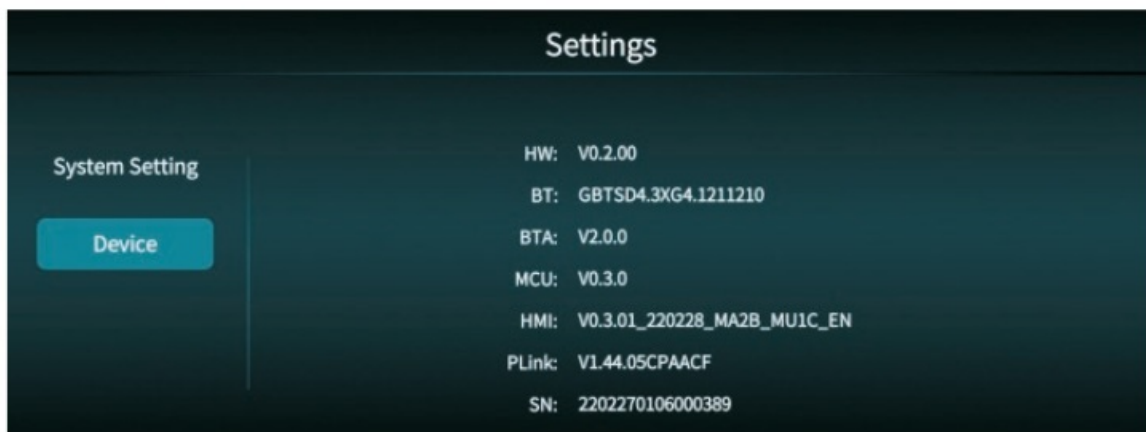 Settings
System Setting
Device
HW: V0.2.00
BT: GBTSD4.3XG4.1211210
BTA: V2.0.0
MCU: V0.3.0
HMI: V0.3.01_220228_MA2B_MU1C_EN
PLink: V1.44.05CPAACF
SN: 2202270106000389